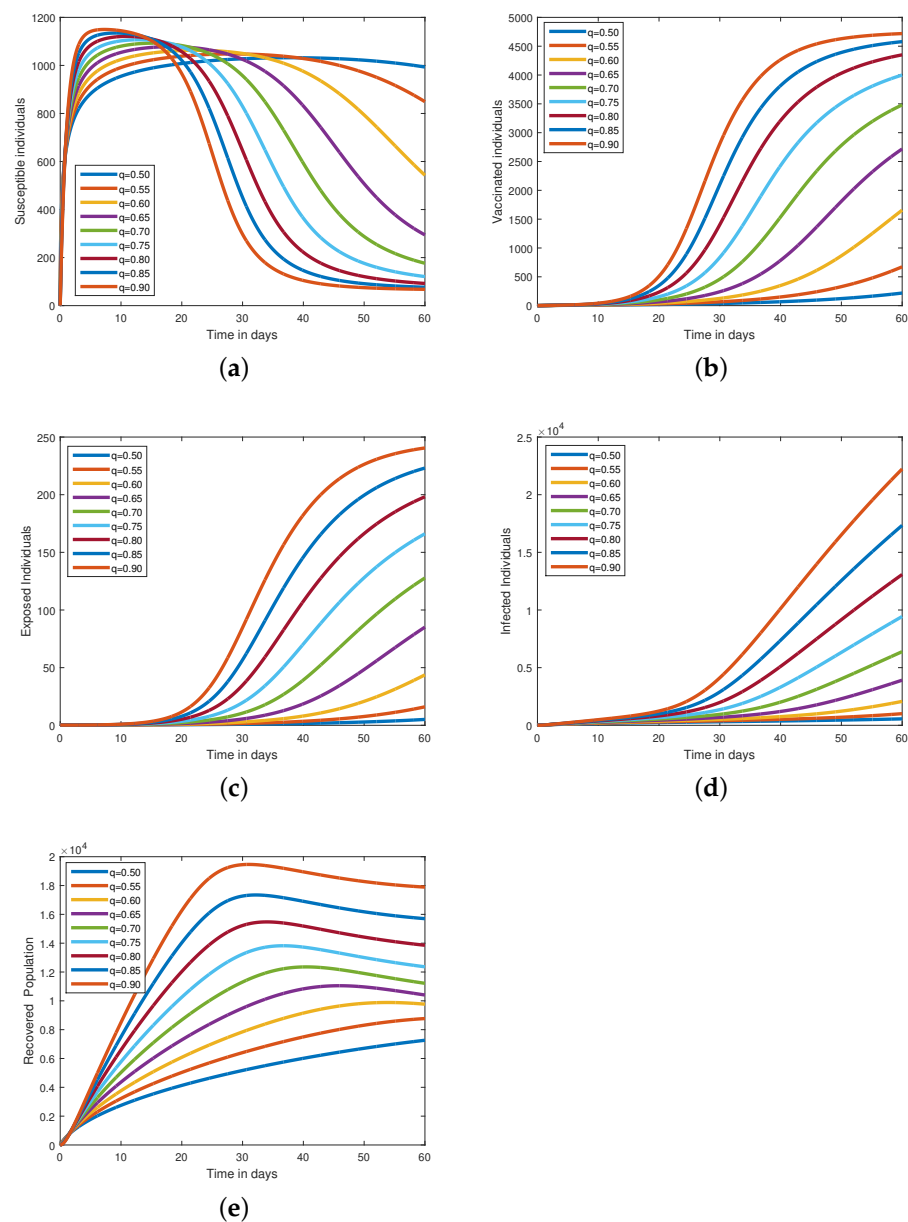 1200
1000
800
600
400
200
0
Susceptible individuals
q=0.50
q=0.55
q=0.60
q=0.65
q=0.70
q=0.75
q=0.80
q=0.85
q=0.90
0 10 20 30 40 50 60
Time in days
(a)
5000
4500
4000
3500
3000
2500
2000
1500
1000
500
0
Vaccinated individuals
q=0.50
q=0.55
q=0.60
q=0.65
q=0.70
q=0.75
q=0.80
q=0.85
q=0.90
0 10 20 30 40 50 60
Time in days
(b)
250
200
150
100
50
0
Exposed Individuals
q=0.50
q=0.55
q=0.60
q=0.65
q=0.70
q=0.75
q=0.80
q=0.85
q=0.90
0 10 20 30 40 50 60
Time in days
(c)
×10⁴
2.5
2
1.5
1
0.5
0
Infected Individuals
q=0.50
q=0.55
q=0.60
q=0.65
q=0.70
q=0.75
q=0.80
q=0.85
q=0.90
0 10 20 30 40 50 60
Time in days
(d)
×10⁴
2
1.8
1.6
1.4
1.2
1
0.8
0.6
0.4
0.2
0
Recovered Population
q=0.50
q=0.55
q=0.60
q=0.65
q=0.70
q=0.75
q=0.80
q=0.85
q=0.90
0 10 20 30 40 50 60
Time in days
(e)